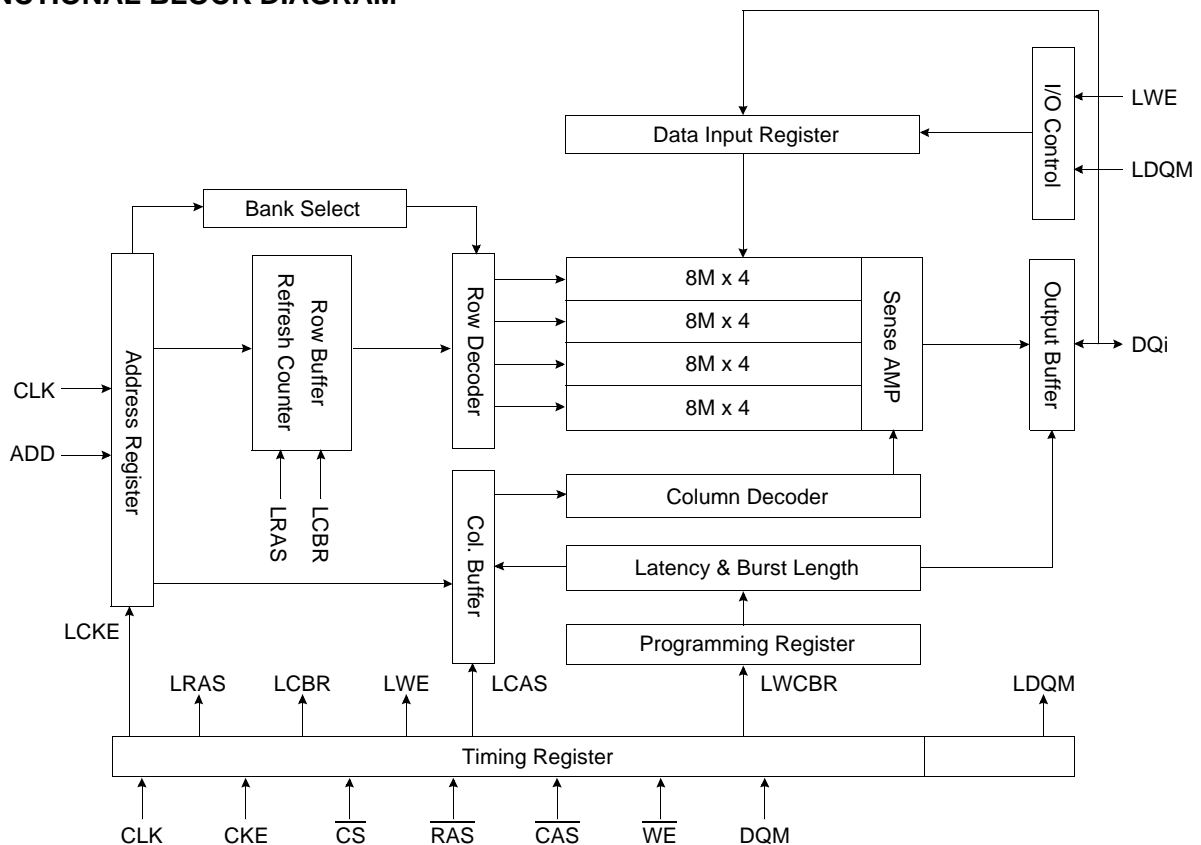 FUNCTIONAL BLOCK DIAGRAM
I/O Control
LWE
LDQM
Data Input Register
Bank Select
Address Register
CLK
ADD
Refresh Counter
Row Buffer
Row Decoder
8M x 4
8M x 4
8M x 4
8M x 4
Sense AMP
Output Buffer
DQi
LRAS
LCBR
Col. Buffer
Column Decoder
Latency & Burst Length
Programming Register
LCKE
LRAS
LCBR
LWE
LCAS
LWCBR
LDQM
Timing Register
CLK
CKE
CS
RAS
CAS
WE
DQM